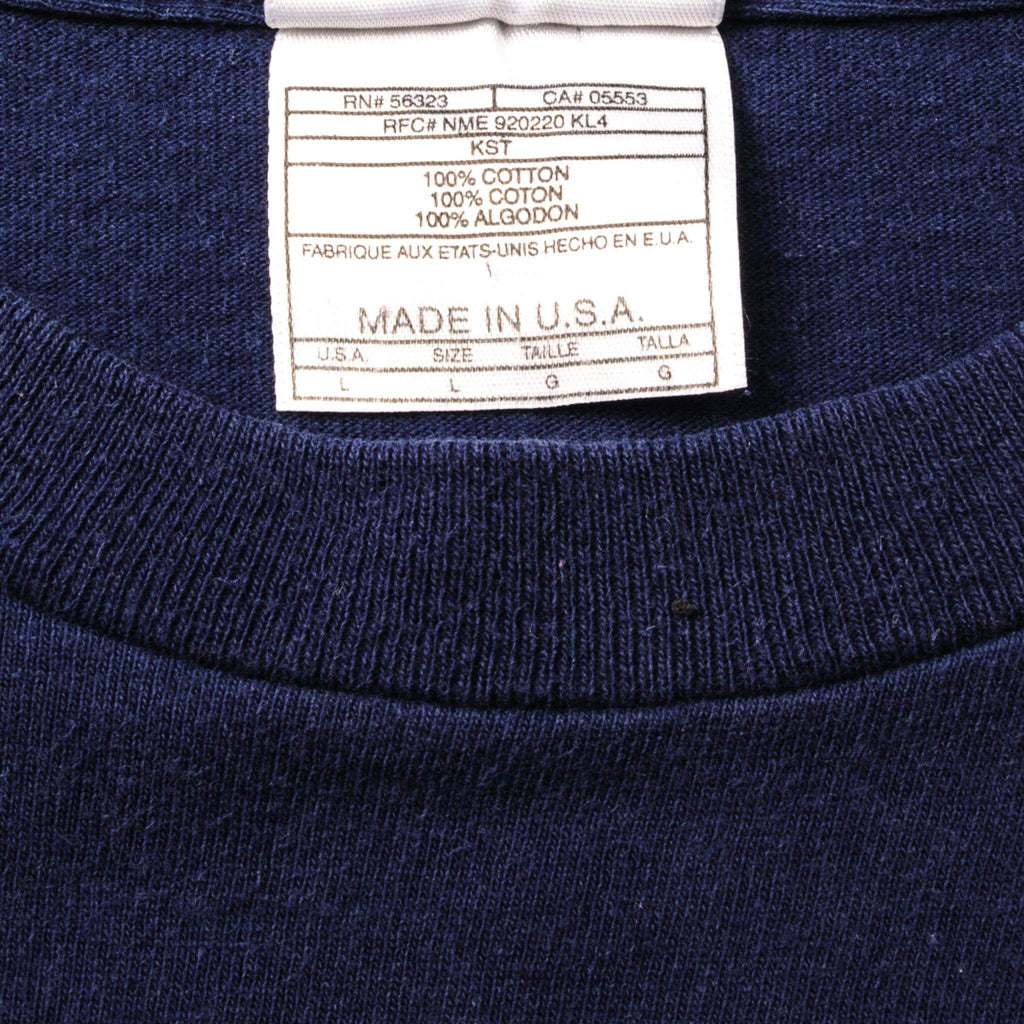 RN# 56323 CA# 05553
RFC# NME 920220 KL4
KST
100% COTTON
100% COTON
100% ALGODON
FABRIQUE AUX ETATS-UNIS HECHO EN E.U.A.
MADE IN U.S.A.
U.S.A. SIZE TAILLE TALLA
L L G G